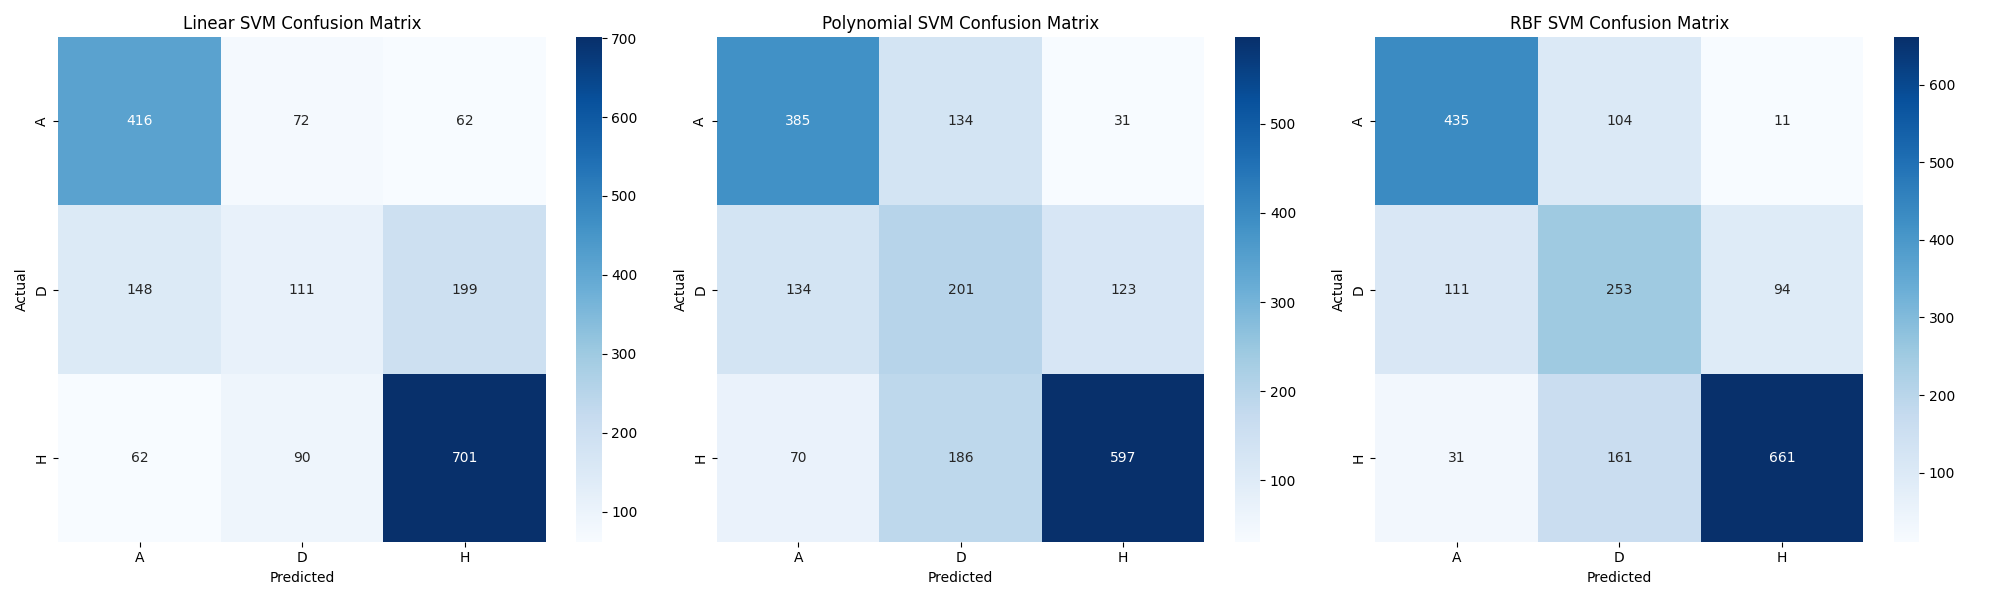 Linear SVM Confusion Matrix
Actual
A
D
H
416 72 62
148 111 199
62 90 701
A D H
Predicted
700
600
500
400
300
200
100
Polynomial SVM Confusion Matrix
Actual
A
D
H
385 134 31
134 201 123
70 186 597
A D H
Predicted
500
400
300
200
100
RBF SVM Confusion Matrix
Actual
A
D
H
435 104 11
111 253 94
31 161 661
A D H
Predicted
600
500
400
300
200
100